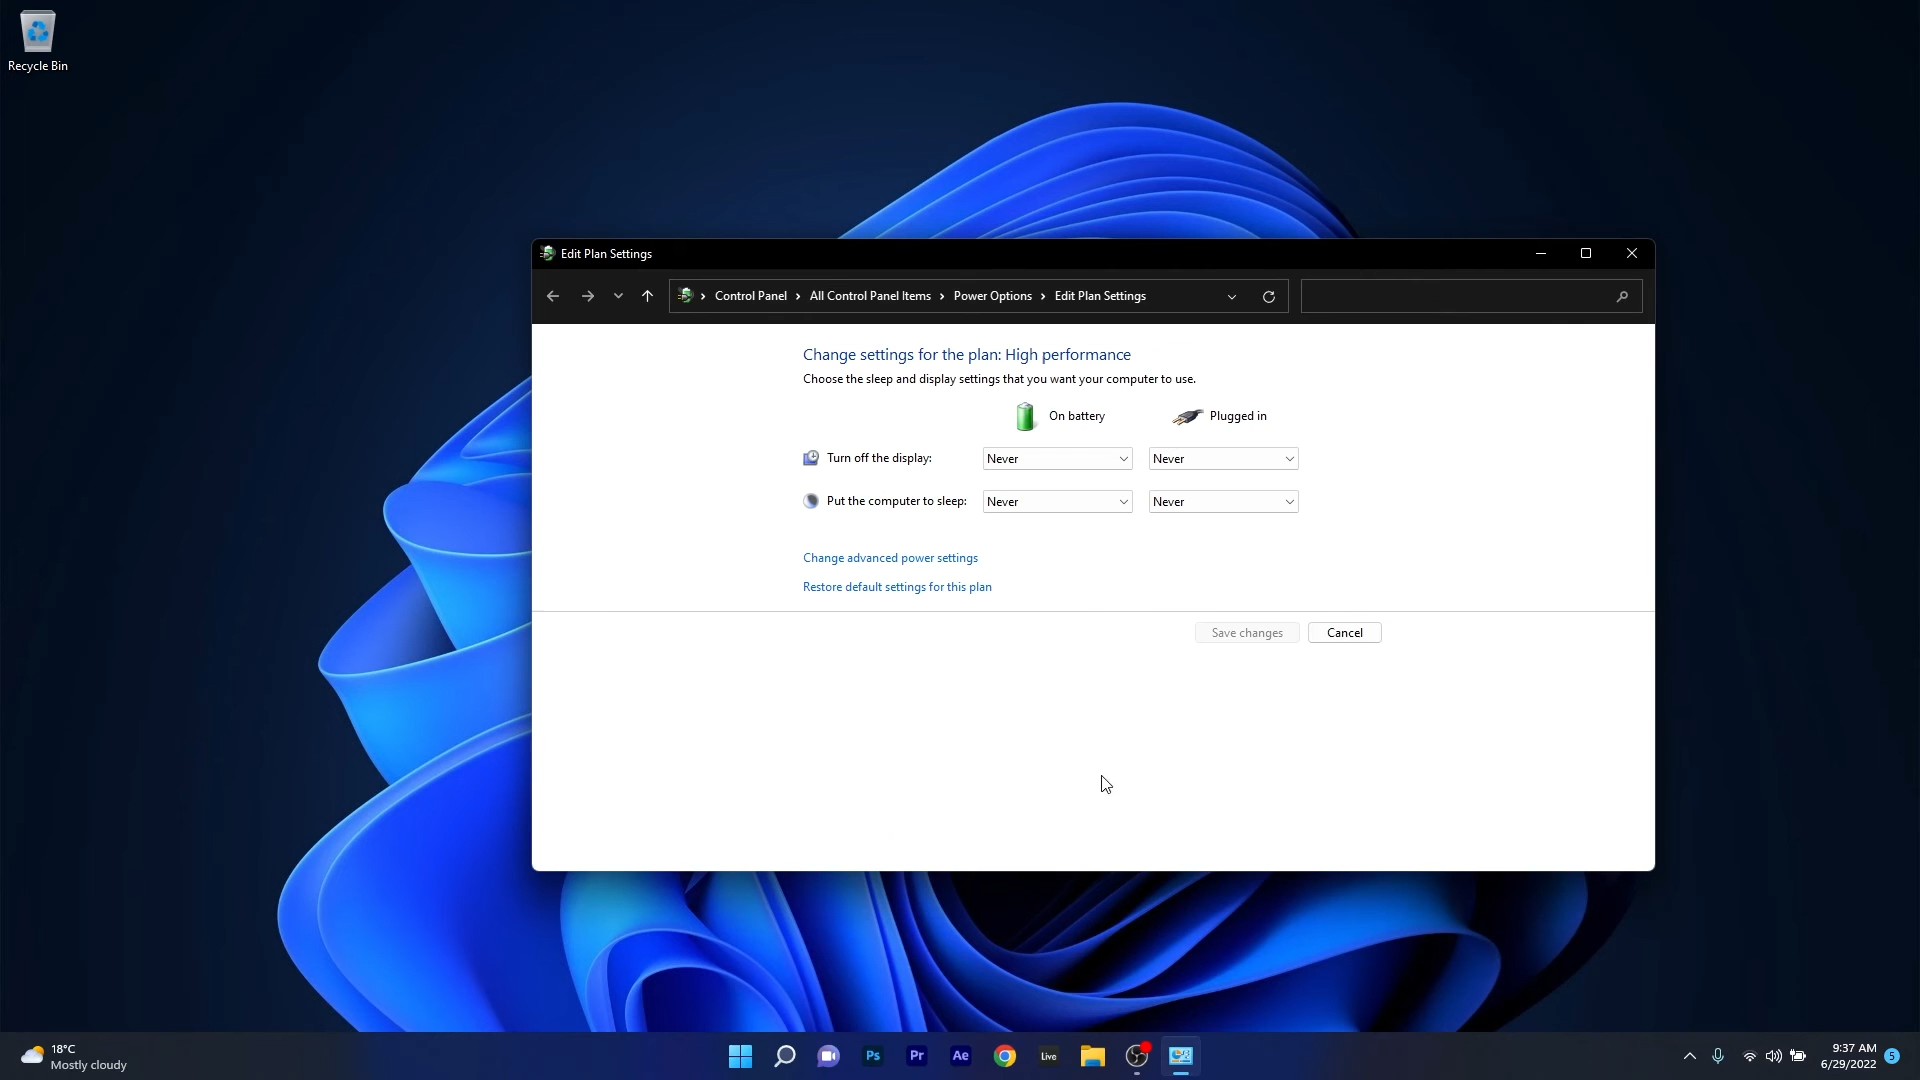 Recycle Bin
Edit Plan Settings
Control Panel › All Control Panel Items › Power Options › Edit Plan Settings
Change settings for the plan: High performance
Choose the sleep and display settings that you want your computer to use.
On battery Plugged in
Turn off the display: Never Never
Put the computer to sleep: Never Never
Change advanced power settings
Restore default settings for this plan
Save changes Cancel
18°C
Mostly cloudy
Ps Pr Ae Live
9:37 AM
6/29/2022
5